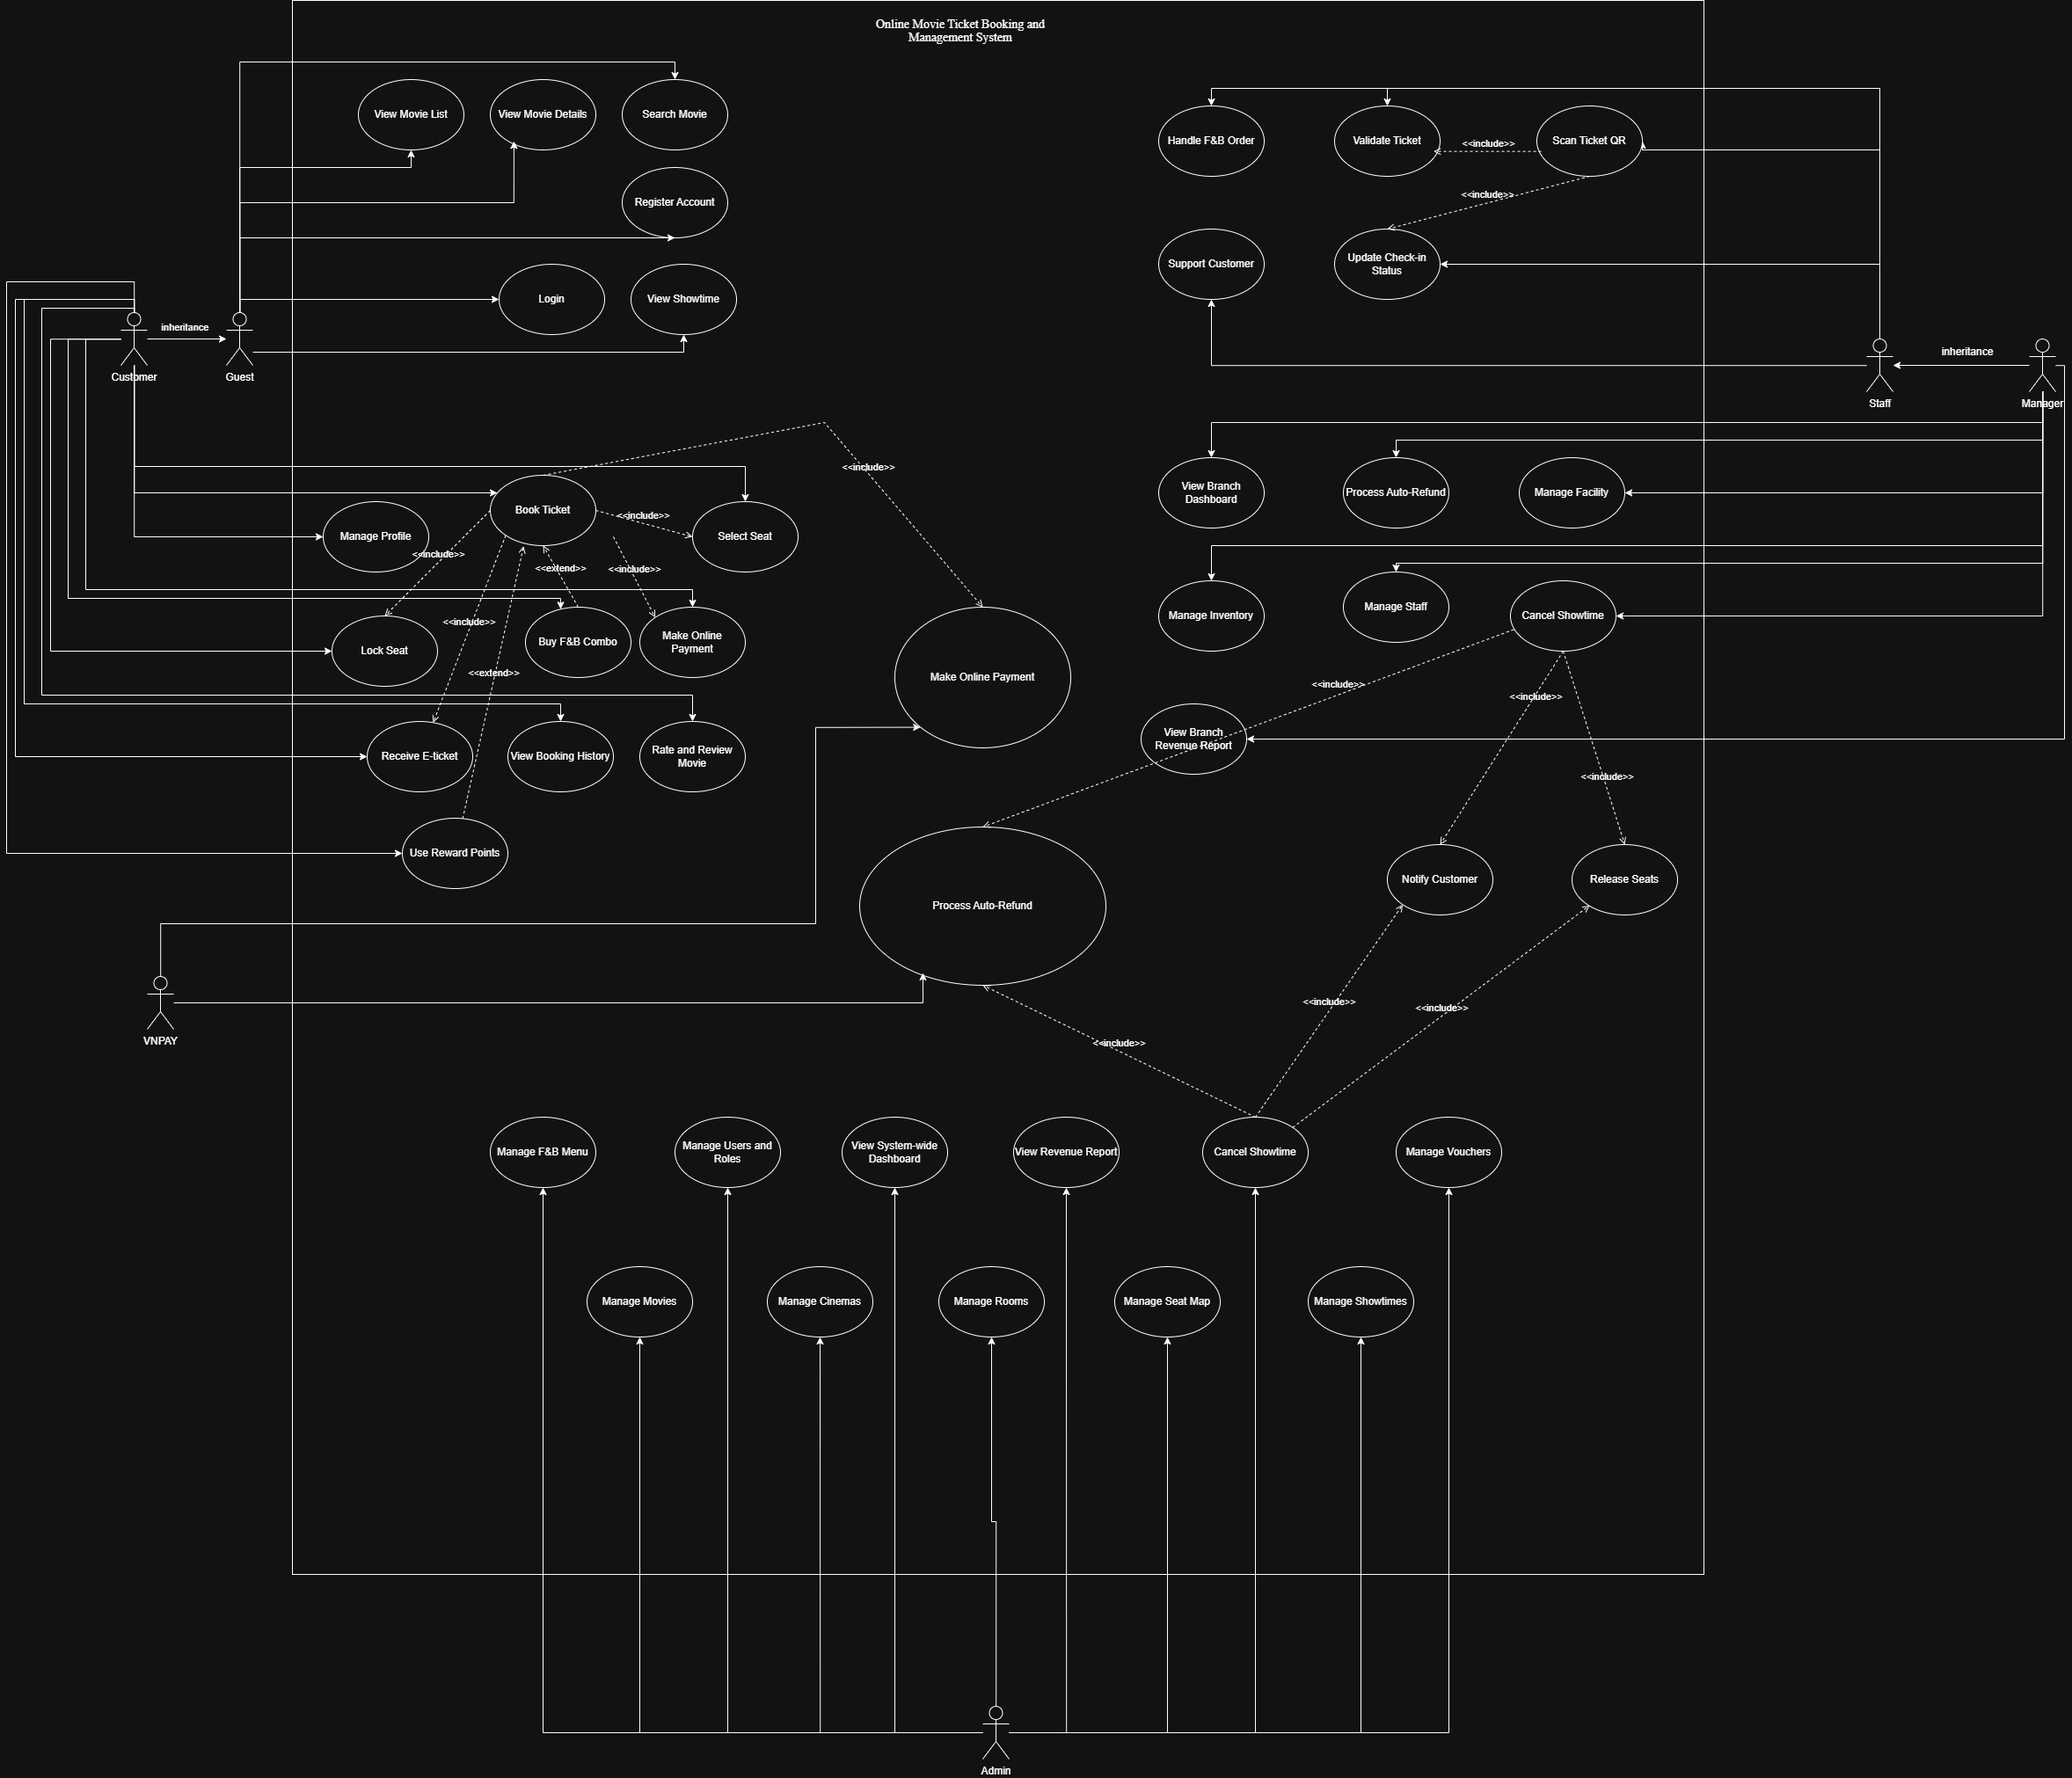 Online Movie Ticket Booking and
Management System
View Movie List
View Movie Details
Search Movie
Handle F&B Order
Validate Ticket
<<include>>
Scan Ticket QR
<<include>>
Register Account
Support Customer
Update Check-in
Status
Login
View Showtime
inheritance
Customer
Guest
inheritance
Staff
Manager
<<include>>
View Branch
Dashboard
Process Auto-Refund
Manage Facility
Book Ticket
<<include>>
Manage Profile
Select Seat
<<include>>
<<extend>>
<<include>>
Manage Inventory
Manage Staff
Cancel Showtime
<<include>>
Lock Seat
Buy F&B Combo
Make Online
Payment
<<extend>>
Make Online Payment
<<include>>
<<include>>
View Branch
Revenue Report
Receive E-ticket
View Booking History
Rate and Review
Movie
<<include>>
Use Reward Points
Notify Customer
Release Seats
Process Auto-Refund
<<include>>
<<include>>
VNPAY
<<include>>
Manage F&B Menu
Manage Users and
Roles
View System-wide
Dashboard
View Revenue Report
Cancel Showtime
Manage Vouchers
Manage Movies
Manage Cinemas
Manage Rooms
Manage Seat Map
Manage Showtimes
Admin